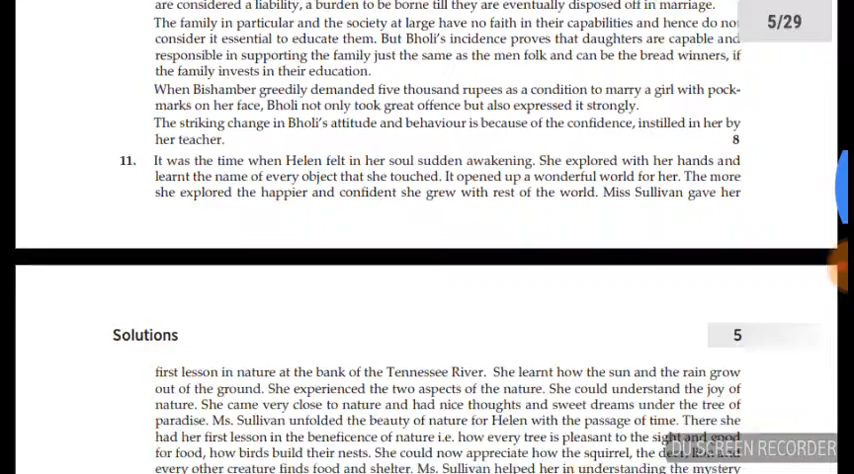 are considered a liability, a burden to be borne till they are eventually disposed off in marriage.
The family in particular and the society at large have no faith in their capabilities and hence do not
consider it essential to educate them. But Bholi's incidence proves that daughters are capable and
responsible in supporting the family just the same as the men folk and can be the bread winners, if
the family invests in their education.
When Bishamber greedily demanded five thousand rupees as a condition to marry a girl with pock-
marks on her face, Bholi not only took great offence but also expressed it strongly.
The striking change in Bholi's attitude and behaviour is because of the confidence, instilled in her by
her teacher. 8
11. It was the time when Helen felt in her soul sudden awakening. She explored with her hands and
learnt the name of every object that she touched. It opened up a wonderful world for her. The more
she explored the happier and confident she grew with rest of the world. Miss Sullivan gave her
5/29
Solutions 5
first lesson in nature at the bank of the Tennessee River. She learnt how the sun and the rain grow
out of the ground. She experienced the two aspects of the nature. She could understand the joy of
nature. She came very close to nature and had nice thoughts and sweet dreams under the tree of
paradise. Ms. Sullivan unfolded the beauty of nature for Helen with the passage of time. There she
had her first lesson in the beneficence of nature i.e. how every tree is pleasant to the sight and good
for food, how birds build their nests. She could now appreciate how the squirrel, the
every other creature finds food and shelter. Ms. Sullivan helped her in understanding the mystery
DU SCREEN RECORDER